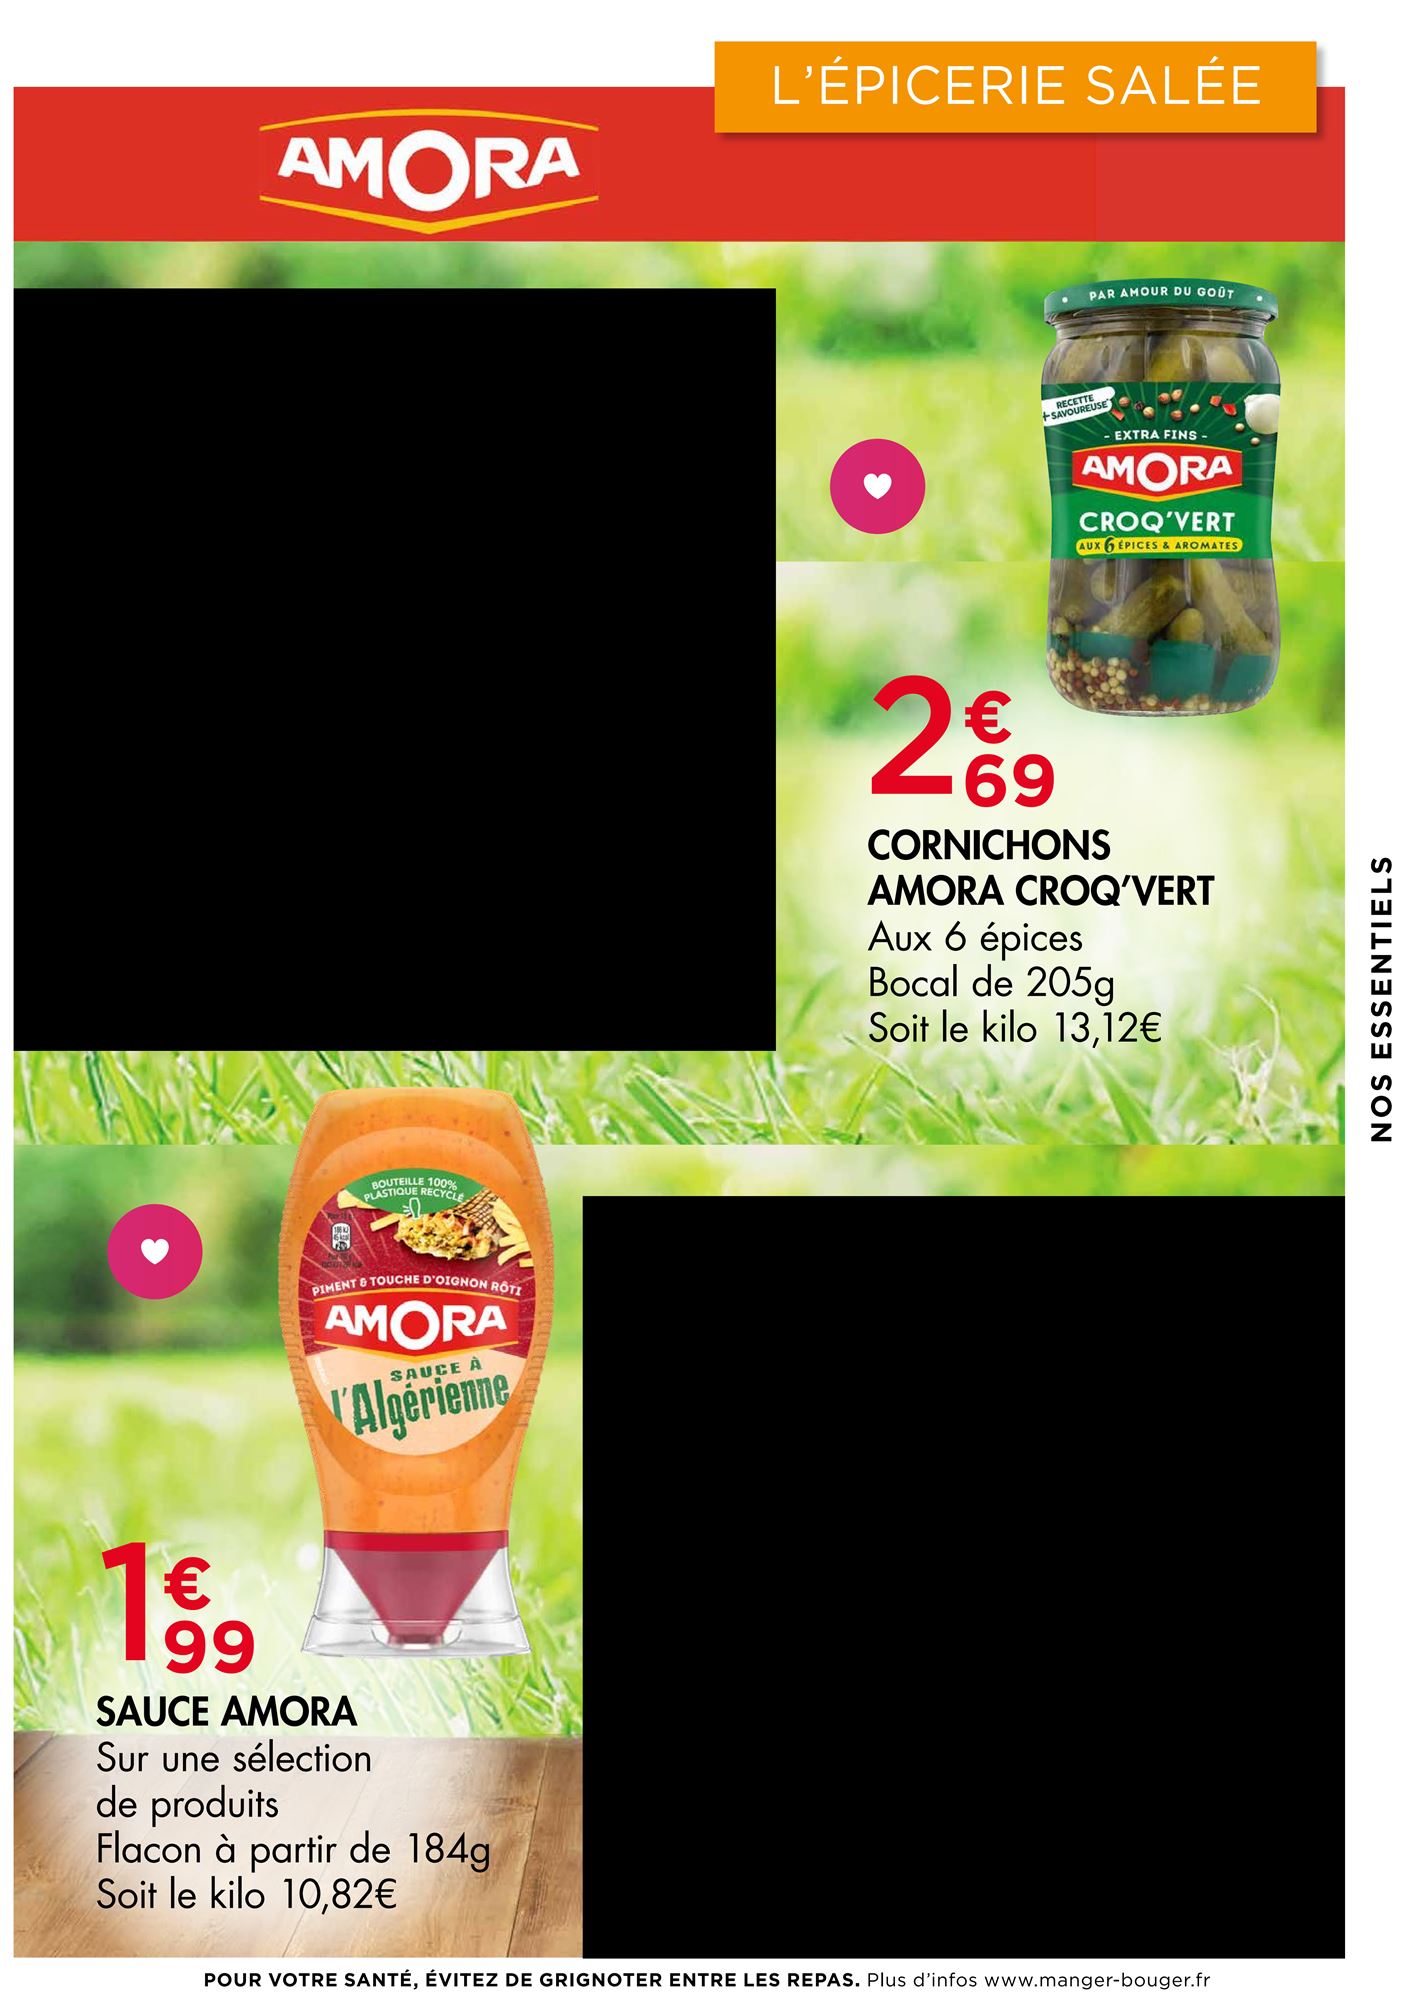 L'ÉPICERIE SALÉE
AMORA
PAR AMOUR DU GOÛT
RECETTE
+ SAVOUREUSE
- EXTRA FINS -
AMORA
CROQ'VERT
AUX 6 ÉPICES & AROMATES
2€69
CORNICHONS
AMORA CROQ'VERT
Aux 6 épices
Bocal de 205g
Soit le kilo 13,12€
NOS ESSENTIELS
BOUTEILLE 100%
PLASTIQUE RECYCLÉ
PIMENT & TOUCHE D'OIGNON RÔTI
AMORA
SAUCE À
l'Algérienne
1€99
SAUCE AMORA
Sur une sélection
de produits
Flacon à partir de 184g
Soit le kilo 10,82€
POUR VOTRE SANTÉ, ÉVITEZ DE GRIGNOTER ENTRE LES REPAS. Plus d'infos www.manger-bouger.fr